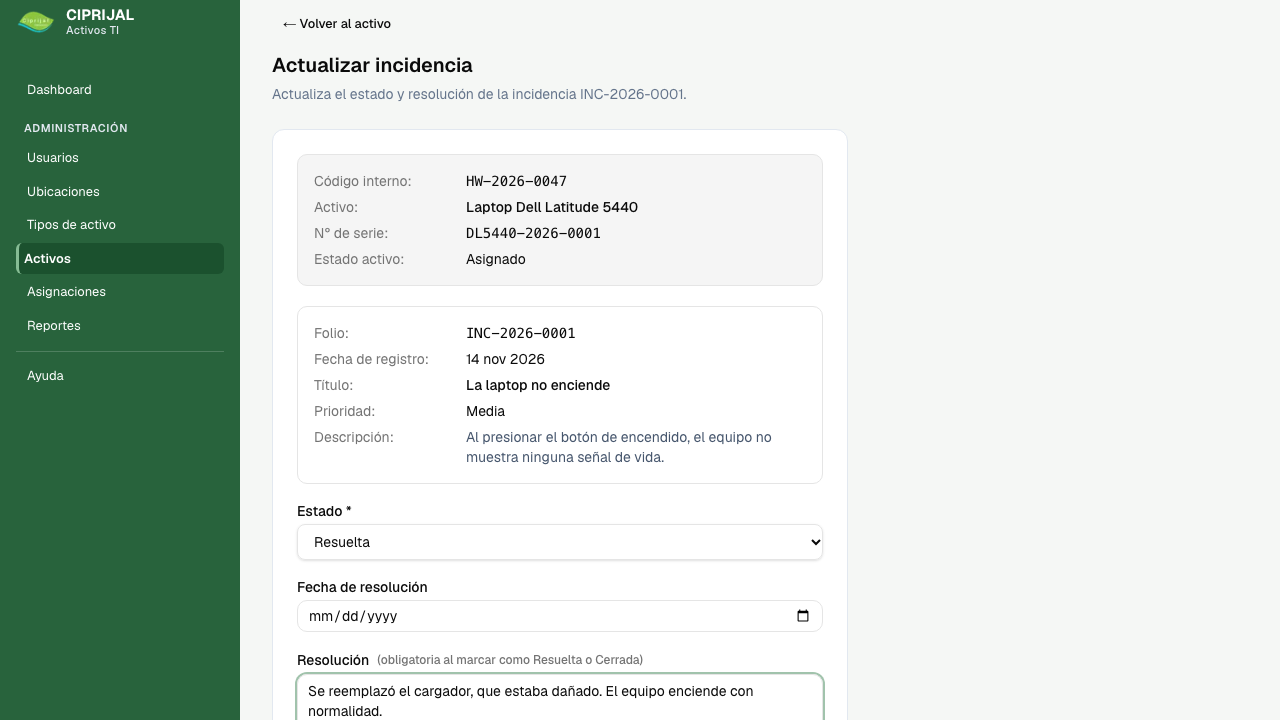 Ciprijal
CIPRIJAL
Activos TI
Dashboard
ADMINISTRACIÓN
Usuarios
Ubicaciones
Tipos de activo
Activos
Asignaciones
Reportes
Ayuda
← Volver al activo
Actualizar incidencia
Actualiza el estado y resolución de la incidencia INC-2026-0001.
Código interno: HW-2026-0047
Activo: Laptop Dell Latitude 5440
N° de serie: DL5440-2026-0001
Estado activo: Asignado
Folio: INC-2026-0001
Fecha de registro: 14 nov 2026
Título: La laptop no enciende
Prioridad: Media
Descripción: Al presionar el botón de encendido, el equipo no
muestra ninguna señal de vida.
Estado *
Resuelta
Fecha de resolución
mm/dd/yyyy
Resolución (obligatoria al marcar como Resuelta o Cerrada)
Se reemplazó el cargador, que estaba dañado. El equipo enciende con
normalidad.